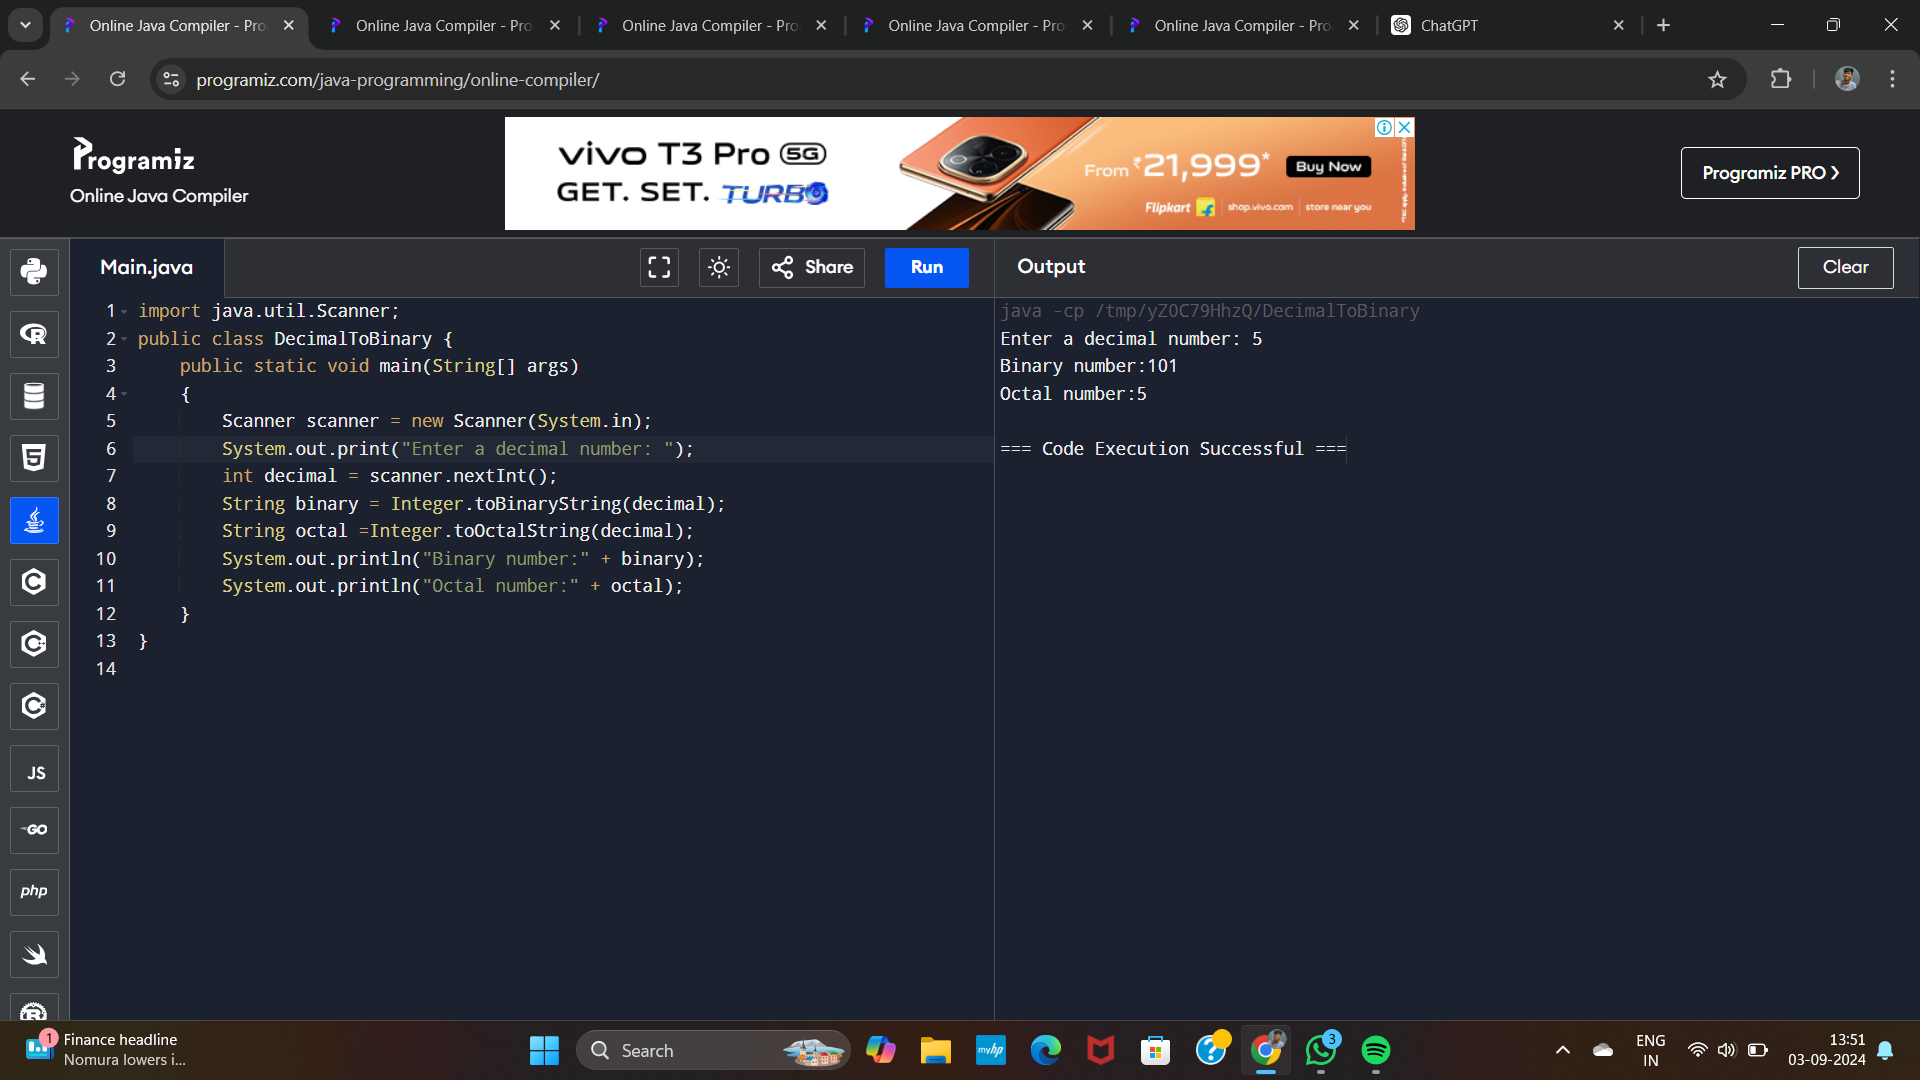 Online Java Compiler - Pro
Online Java Compiler - Pro
Online Java Compiler - Pro
Online Java Compiler - Pro
Online Java Compiler - Pro
ChatGPT
programiz.com/java-programming/online-compiler/
Programiz
Online Java Compiler
vivo T3 Pro 5G
GET. SET. TURBO
From ₹21,999*
Buy Now
Flipkart
shop.vivo.com
store near you
Programiz PRO ❯
Main.java
Share
Run
Output
Clear
1 import java.util.Scanner;
2 public class DecimalToBinary {
3     public static void main(String[] args)
4     {
5         Scanner scanner = new Scanner(System.in);
6         System.out.print("Enter a decimal number: ");
7         int decimal = scanner.nextInt();
8         String binary = Integer.toBinaryString(decimal);
9         String octal =Integer.toOctalString(decimal);
10         System.out.println("Binary number:" + binary);
11         System.out.println("Octal number:" + octal);
12     }
13 }
14
java -cp /tmp/yZOC79HhzQ/DecimalToBinary
Enter a decimal number: 5
Binary number:101
Octal number:5
=== Code Execution Successful ===
JS
GO
php
1
Finance headline
Nomura lowers i...
Search
myhp
3
ENG
IN
13:51
03-09-2024